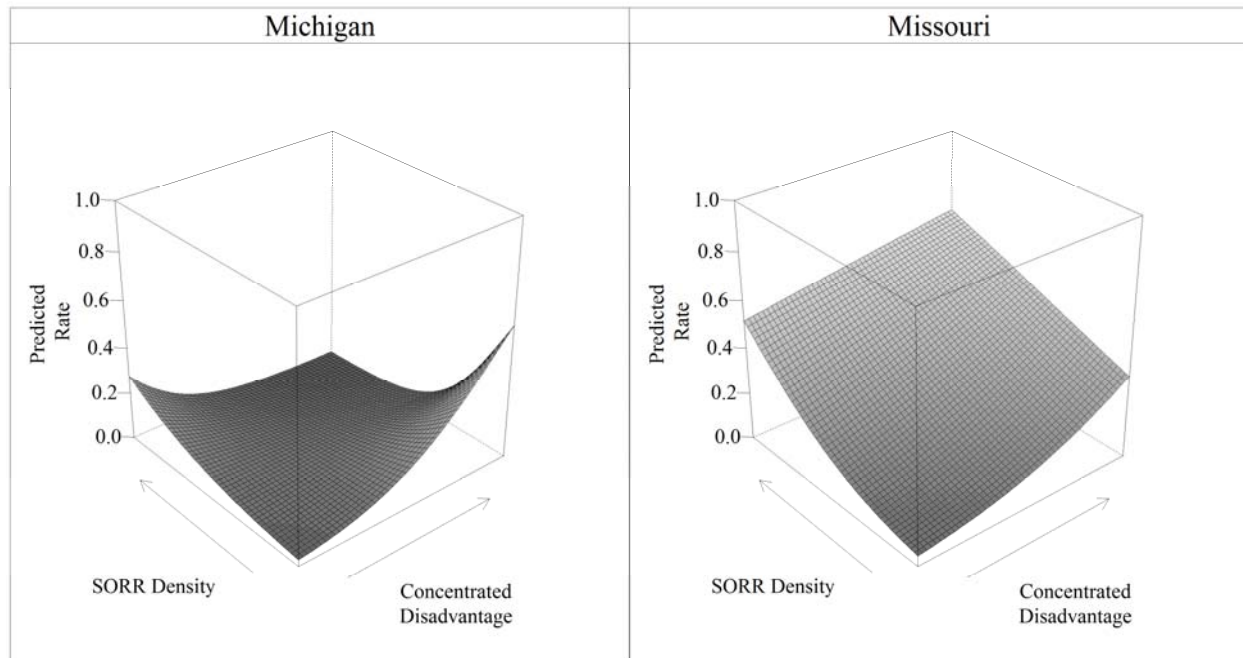 Michigan
Missouri
1.0
0.8
0.6
0.4
0.2
0.0
Predicted
Rate
SORR Density
Concentrated
Disadvantage
1.0
0.8
0.6
0.4
0.2
0.0
Predicted
Rate
SORR Density
Concentrated
Disadvantage